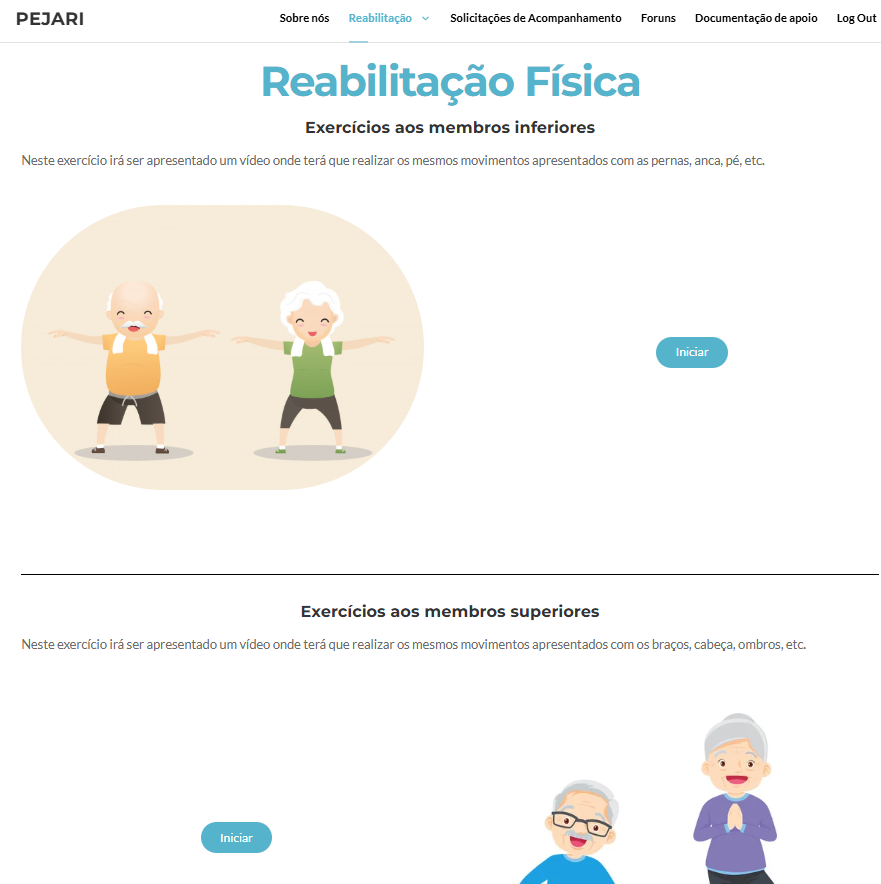 PEJARI
Sobre nós Reabilitação Solicitações de Acompanhamento Foruns Documentação de apoio Log Out
Reabilitação Física
Exercícios aos membros inferiores
Neste exercício irá ser apresentado um vídeo onde terá que realizar os mesmos movimentos apresentados com as pernas, anca, pé, etc.
Iniciar
Exercícios aos membros superiores
Neste exercício irá ser apresentado um vídeo onde terá que realizar os mesmos movimentos apresentados com os braços, cabeça, ombros, etc.
Iniciar